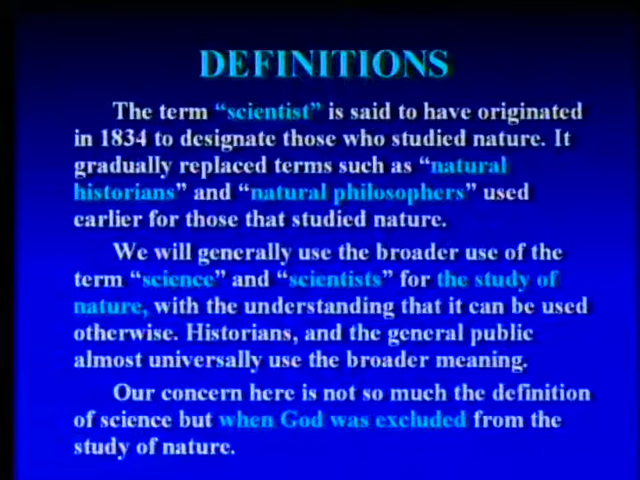 DEFINITIONS
The term “scientist” is said to have originated
in 1834 to designate those who studied nature. It
gradually replaced terms such as “natural
historians” and “natural philosophers” used
earlier for those that studied nature.
We will generally use the broader use of the
term “science” and “scientists” for the study of
nature, with the understanding that it can be used
otherwise. Historians, and the general public
almost universally use the broader meaning.
Our concern here is not so much the definition
of science but when God was excluded from the
study of nature.